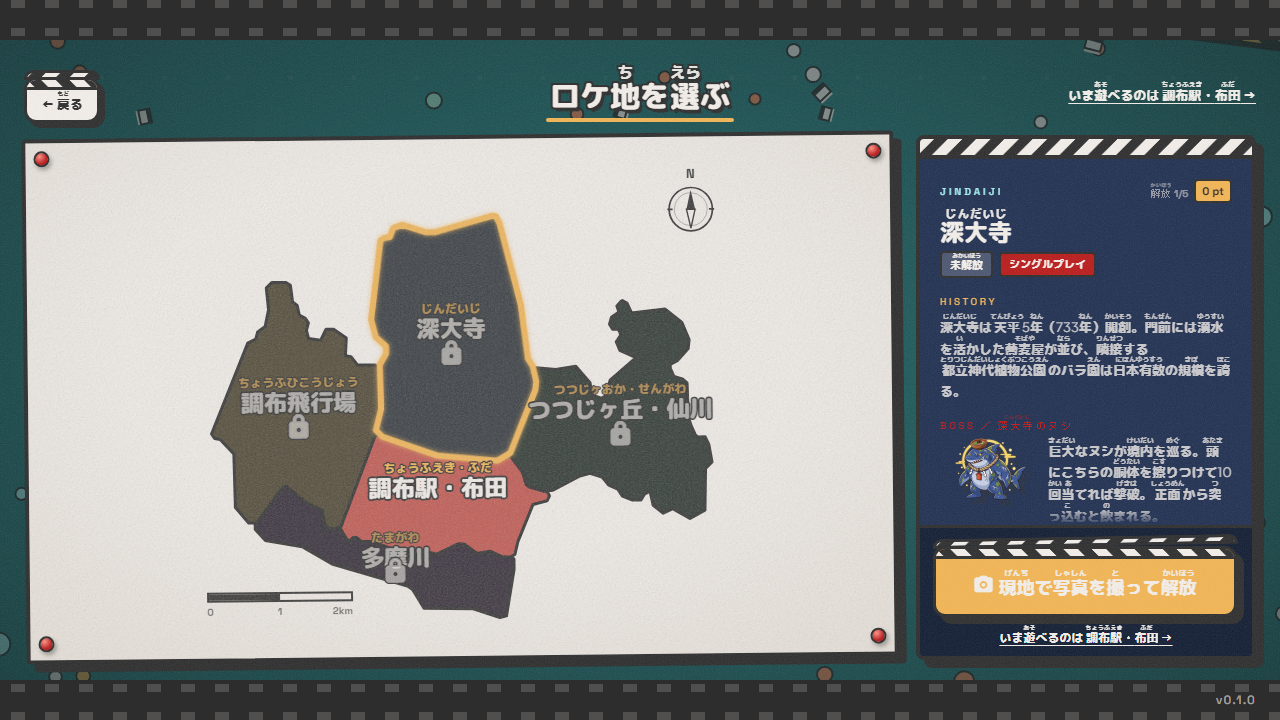 ← 戻る
ロケ地を選ぶ
いま遊べるのは 調布駅・布田 →
N
じんだいじ
深大寺
ちょうふひこうじょう
調布飛行場
つつじヶおか・せんがわ
つつじヶ丘・仙川
ちょうふえき・ふだ
調布駅・布田
たまがわ
多摩川
0 1 2km
JINDAIJI
解放 1/5 0 pt
じんだいじ
深大寺
未解放 シングルプレイ
HISTORY
深大寺は天平5年（733年）開創。門前には湧水
を活かした蕎麦屋が並び、隣接する
都立神代植物公園のバラ園は日本有数の規模を誇
る。
BOSS / 深大寺のヌシ
巨大なヌシが境内を巡る。頭
にこちらの胴体を擦りつけて10
回当てれば撃破。正面から突
っ込むと飲まれる。
現地で写真を撮って解放
いま遊べるのは 調布駅・布田 →
v0.1.0